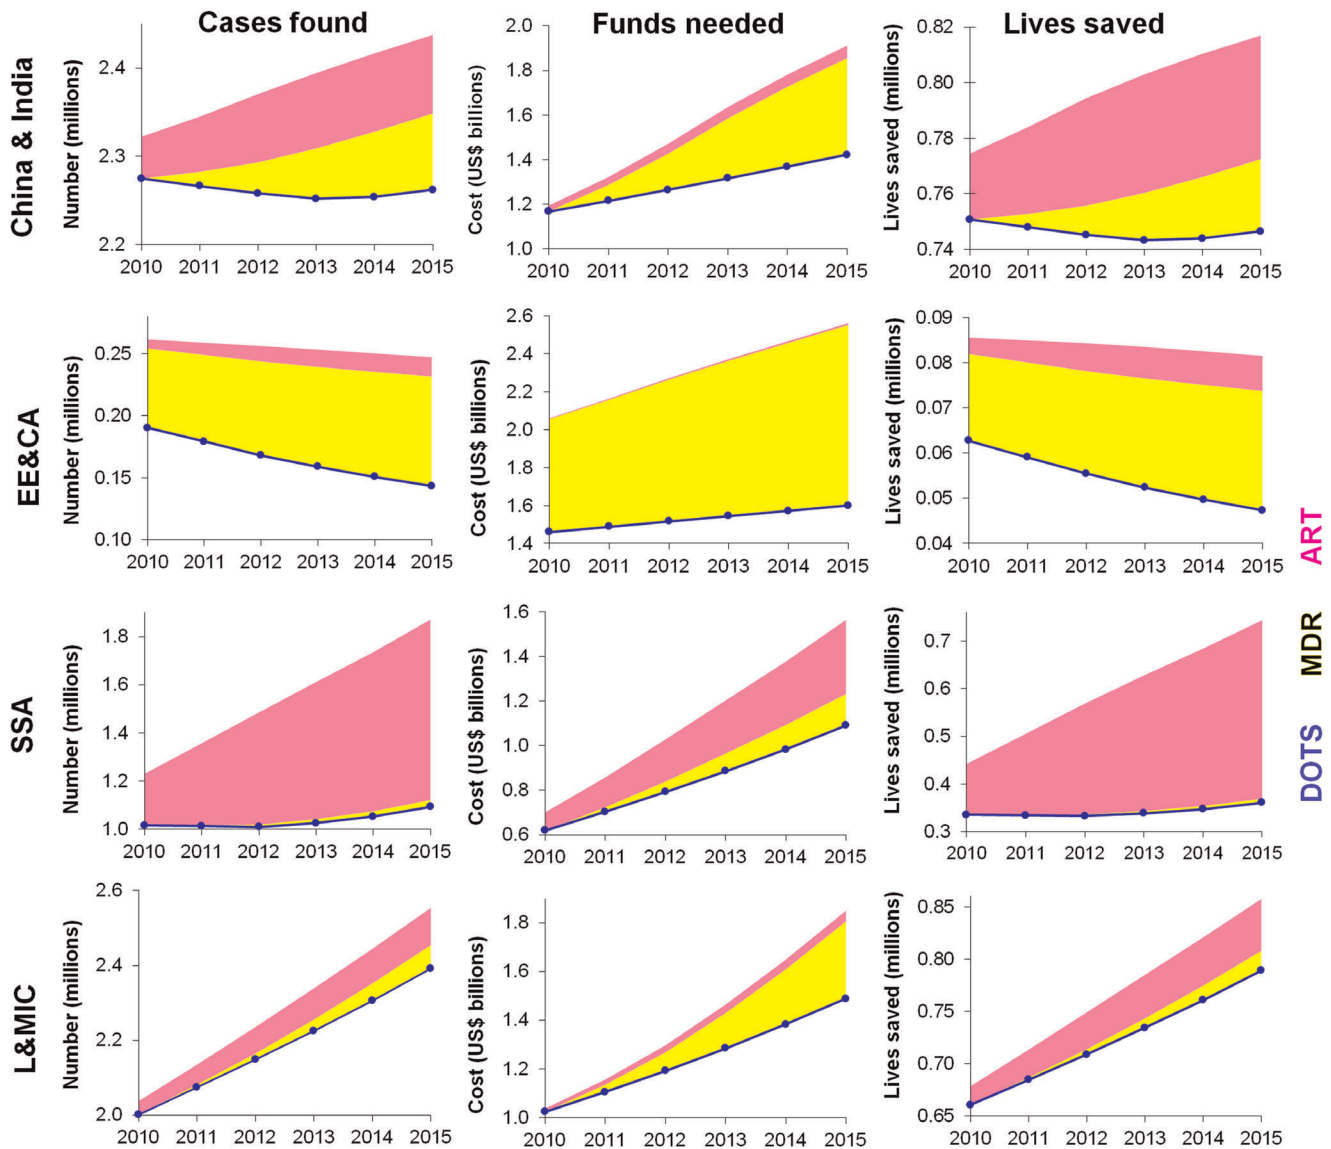 Cases found
Funds needed
Lives saved
China & India
Number (millions)
2.4
2.3
2.2
2010 2011 2012 2013 2014 2015
Cost (US$ billions)
2.0
1.8
1.6
1.4
1.2
1.0
2010 2011 2012 2013 2014 2015
Lives saved (millions)
0.82
0.80
0.78
0.76
0.74
2010 2011 2012 2013 2014 2015
EE&CA
Number (millions)
0.25
0.20
0.15
0.10
2010 2011 2012 2013 2014 2015
Cost (US$ billions)
2.6
2.4
2.2
2.0
1.8
1.6
1.4
2010 2011 2012 2013 2014 2015
Lives saved (millions)
0.09
0.08
0.07
0.06
0.05
0.04
2010 2011 2012 2013 2014 2015
SSA
Number (millions)
1.8
1.6
1.4
1.2
1.0
2010 2011 2012 2013 2014 2015
Cost (US$ billions)
1.6
1.4
1.2
1.0
0.8
0.6
2010 2011 2012 2013 2014 2015
Lives saved (millions)
0.7
0.6
0.5
0.4
0.3
2010 2011 2012 2013 2014 2015
L&MIC
Number (millions)
2.6
2.4
2.2
2.0
2010 2011 2012 2013 2014 2015
Cost (US$ billions)
1.8
1.6
1.4
1.2
1.0
2010 2011 2012 2013 2014 2015
Lives saved (millions)
0.85
0.80
0.75
0.70
0.65
2010 2011 2012 2013 2014 2015
DOTS MDR ART